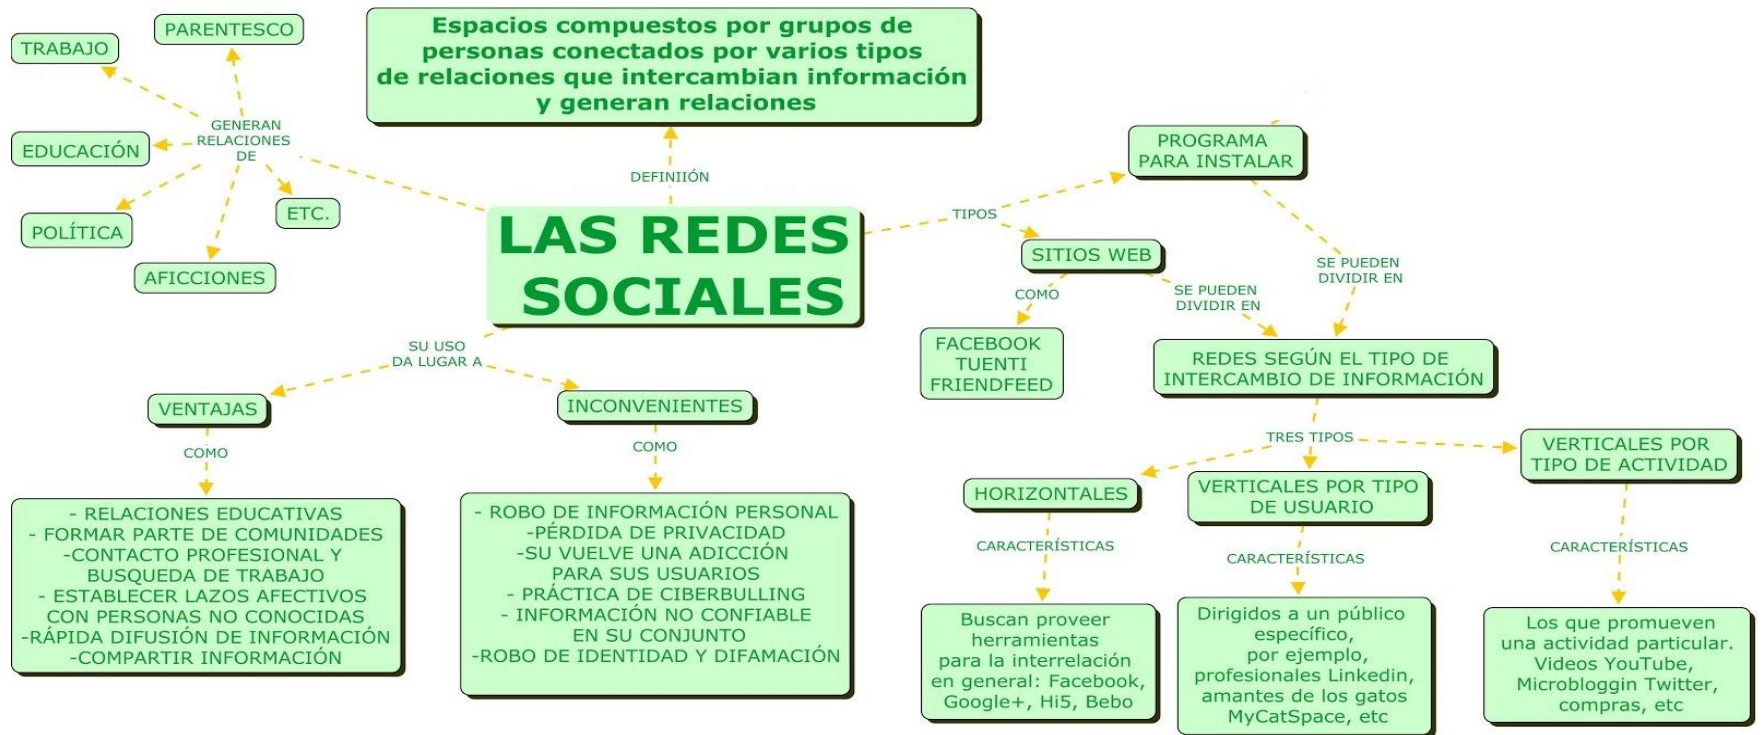 Espacios compuestos por grupos de
personas conectados por varios tipos
de relaciones que intercambian información
y generan relaciones
DEFINIIÓN
LAS REDES
SOCIALES
GENERAN
RELACIONES
DE
PARENTESCO
TRABAJO
EDUCACIÓN
POLÍTICA
AFICCIONES
ETC.
TIPOS
PROGRAMA
PARA INSTALAR
SITIOS WEB
COMO
FACEBOOK
TUENTI
FRIENDFEED
SE PUEDEN
DIVIDIR EN
SE PUEDEN
DIVIDIR EN
REDES SEGÚN EL TIPO DE
INTERCAMBIO DE INFORMACIÓN
TRES TIPOS
HORIZONTALES
CARACTERÍSTICAS
Buscan proveer
herramientas
para la interrelación
en general: Facebook,
Google+, Hi5, Bebo
VERTICALES POR TIPO
DE USUARIO
CARACTERÍSTICAS
Dirigidos a un público
específico,
por ejemplo,
profesionales Linkedin,
amantes de los gatos
MyCatSpace, etc
VERTICALES POR
TIPO DE ACTIVIDAD
CARACTERÍSTICAS
Los que promueven
una actividad particular.
Videos YouTube,
Microbloggin Twitter,
compras, etc
SU USO
DA LUGAR A
VENTAJAS
COMO
- RELACIONES EDUCATIVAS
- FORMAR PARTE DE COMUNIDADES
-CONTACTO PROFESIONAL Y
BUSQUEDA DE TRABAJO
- ESTABLECER LAZOS AFECTIVOS
CON PERSONAS NO CONOCIDAS
-RÁPIDA DIFUSIÓN DE INFORMACIÓN
-COMPARTIR INFORMACIÓN
INCONVENIENTES
COMO
- ROBO DE INFORMACIÓN PERSONAL
-PÉRDIDA DE PRIVACIDAD
-SU VUELVE UNA ADICCIÓN
PARA SUS USUARIOS
- PRÁCTICA DE CIBERBULLING
- INFORMACIÓN NO CONFIABLE
EN SU CONJUNTO
-ROBO DE IDENTIDAD Y DIFAMACIÓN